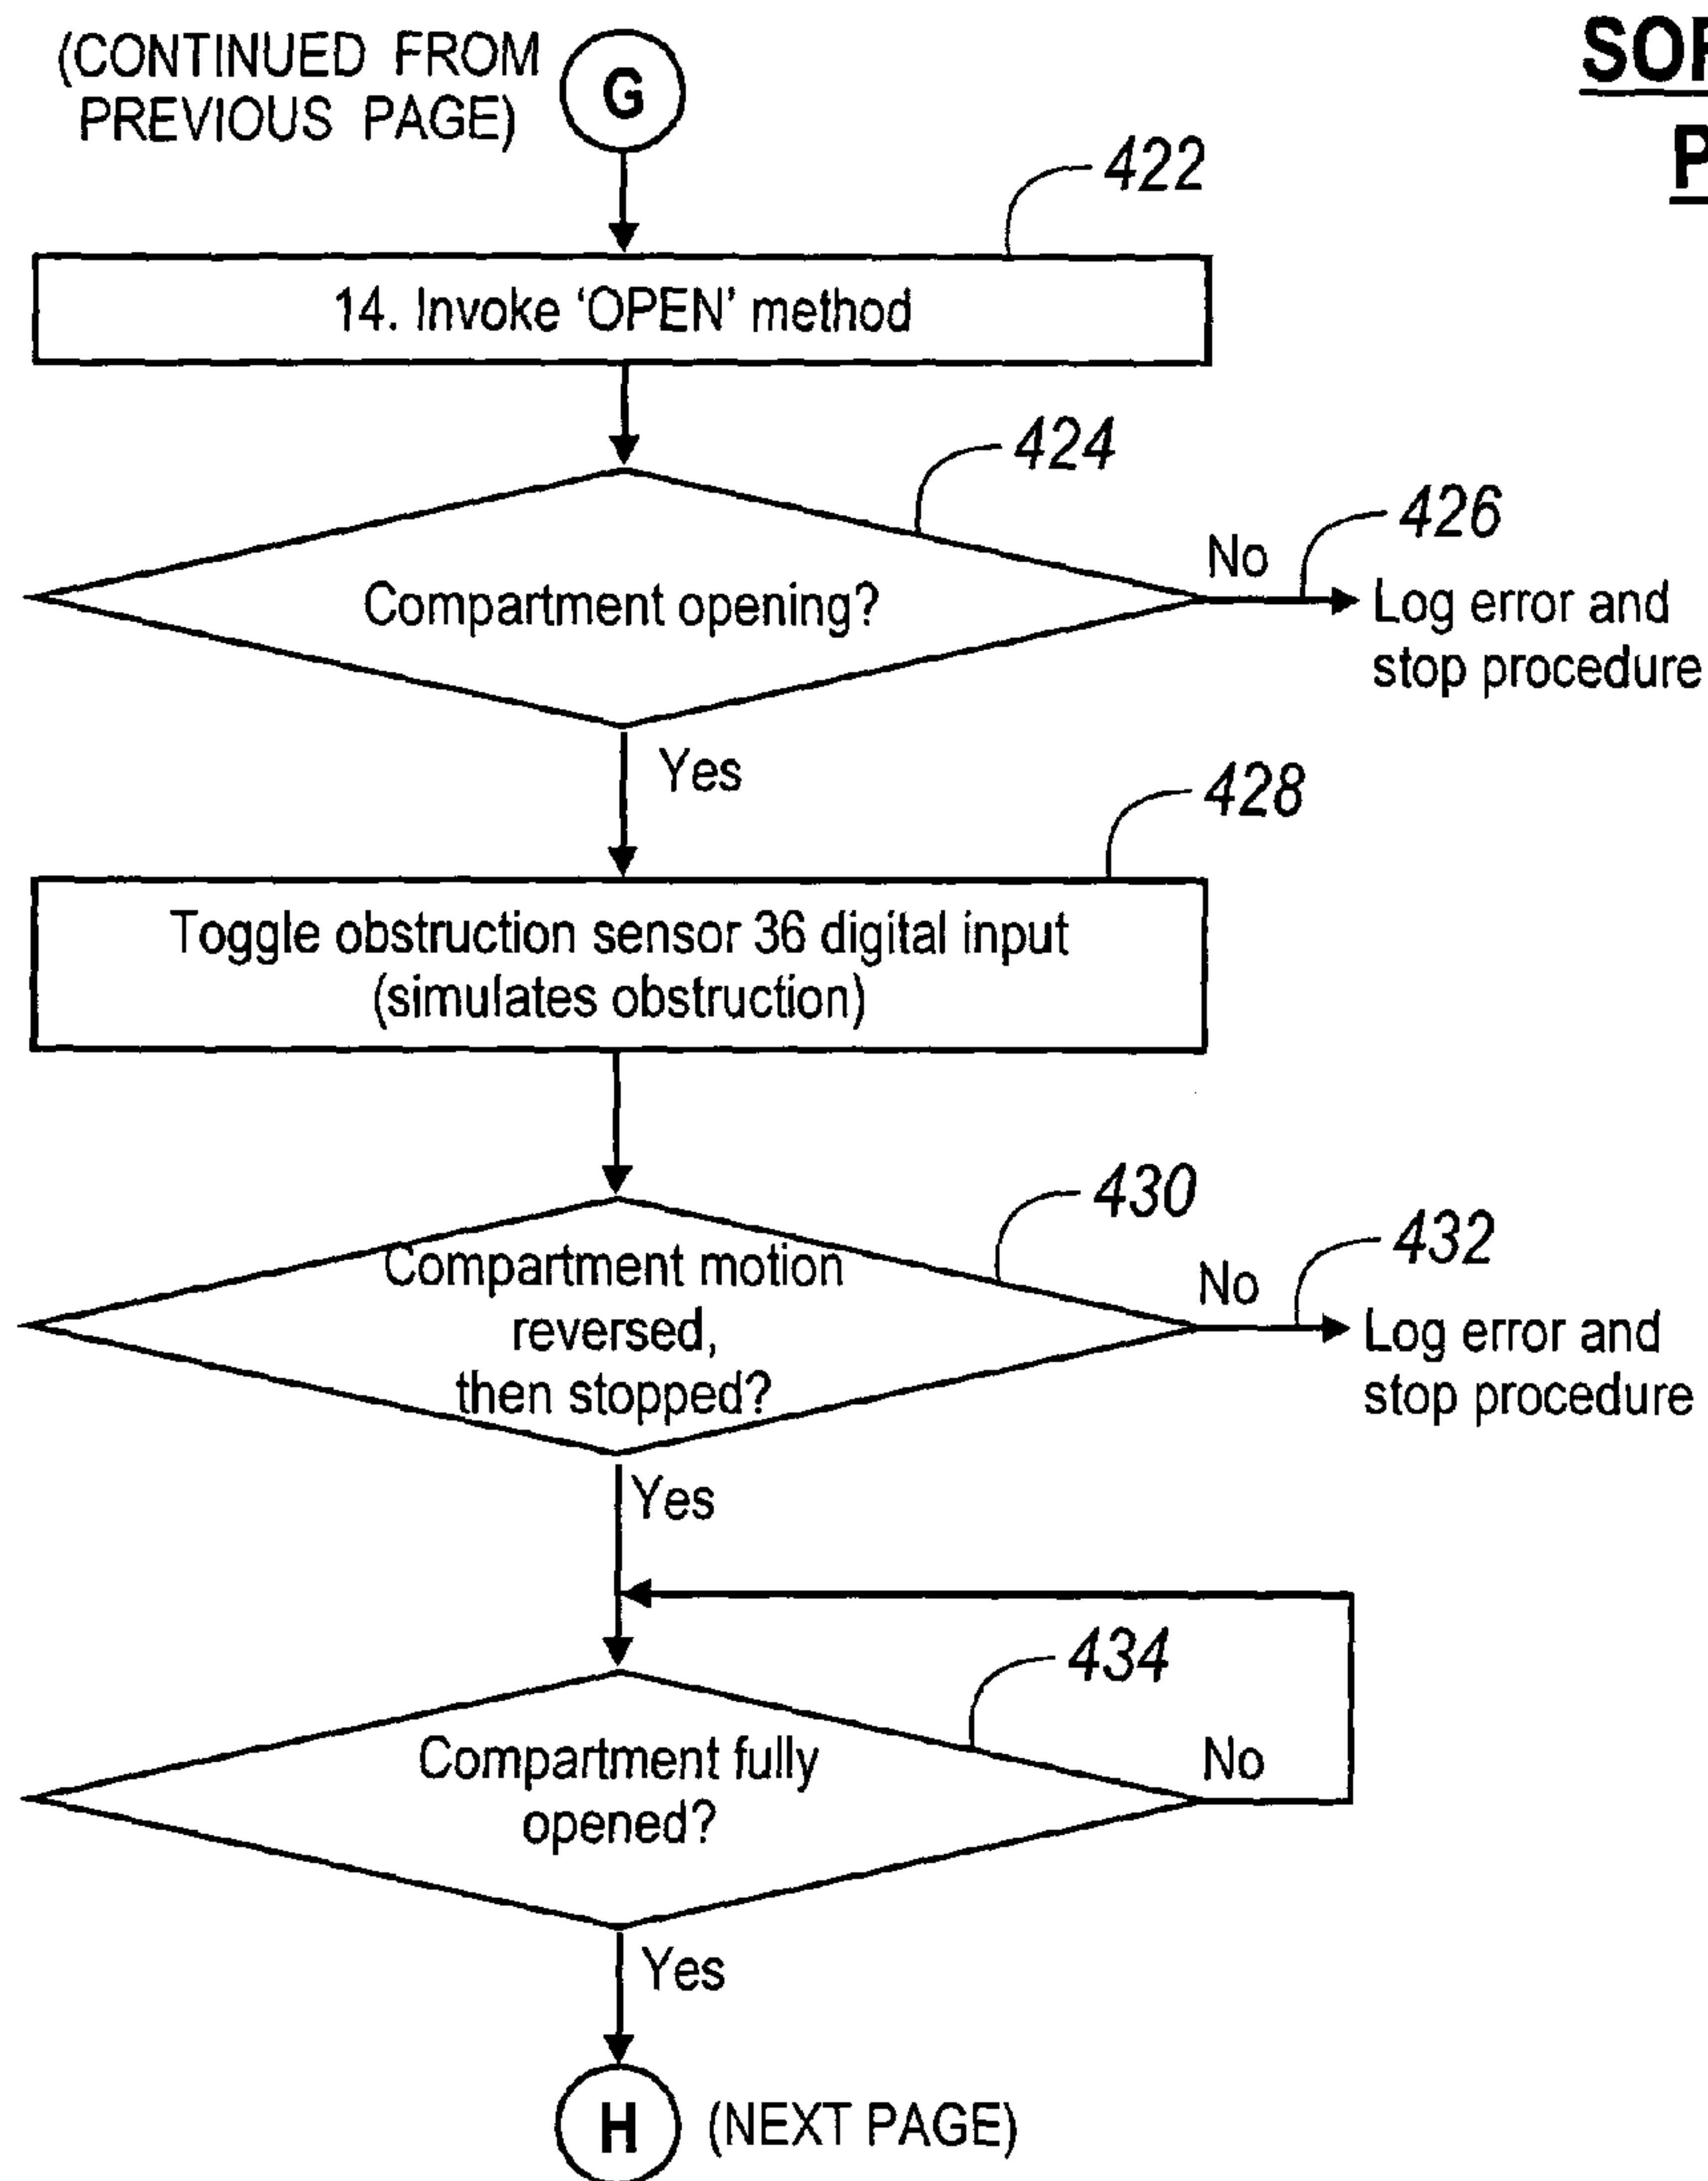 (CONTINUED FROM
PREVIOUS PAGE)
G
422
14. Invoke ‘OPEN’ method
424
Compartment opening?
No
426
Log error and
stop procedure
Yes
428
Toggle obstruction sensor 36 digital input
(simulates obstruction)
430
Compartment motion
reversed,
then stopped?
No
432
Log error and
stop procedure
Yes
434
Compartment fully
opened?
No
Yes
H
(NEXT PAGE)